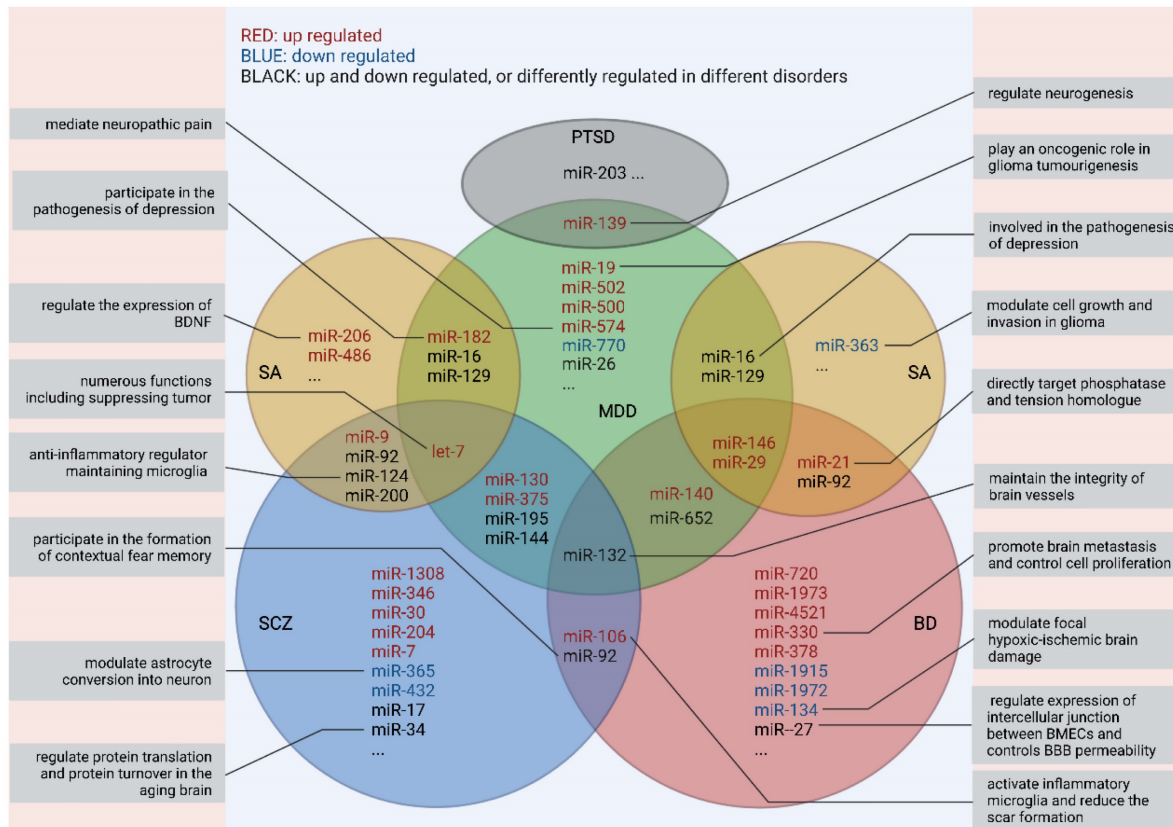 RED: up regulated
BLUE: down regulated
BLACK: up and down regulated, or differently regulated in different disorders
mediate neuropathic pain
participate in the
pathogenesis of depression
regulate the expression of
BDNF
numerous functions
including suppressing tumor
anti-inflammatory regulator
maintaining microglia
participate in the formation
of contextual fear memory
modulate astrocyte
conversion into neuron
regulate protein translation
and protein turnover in the
aging brain
PTSD
miR-203 ...
miR-139
miR-19
miR-502
miR-500
miR-574
miR-770
miR-26
...
MDD
SA
miR-206
miR-486
...
miR-182
miR-16
miR-129
miR-16
miR-129
miR-363
...
SA
miR-9
miR-92
miR-124
miR-200
let-7
miR-130
miR-375
miR-195
miR-144
miR-146
miR-29
miR-21
miR-92
miR-140
miR-652
miR-132
SCZ
miR-1308
miR-346
miR-30
miR-204
miR-7
miR-365
miR-432
miR-17
miR-34
...
miR-106
miR-92
miR-720
miR-1973
miR-4521
miR-330
miR-378
miR-1915
miR-1972
miR-134
miR--27
...
BD
regulate neurogenesis
play an oncogenic role in
glioma tumourigenesis
involved in the pathogenesis
of depression
modulate cell growth and
invasion in glioma
directly target phosphatase
and tension homologue
maintain the integrity of
brain vessels
promote brain metastasis
and control cell proliferation
modulate focal
hypoxic-ischemic brain
damage
regulate expression of
intercellular junction
between BMECs and
controls BBB permeability
activate inflammatory
microglia and reduce the
scar formation